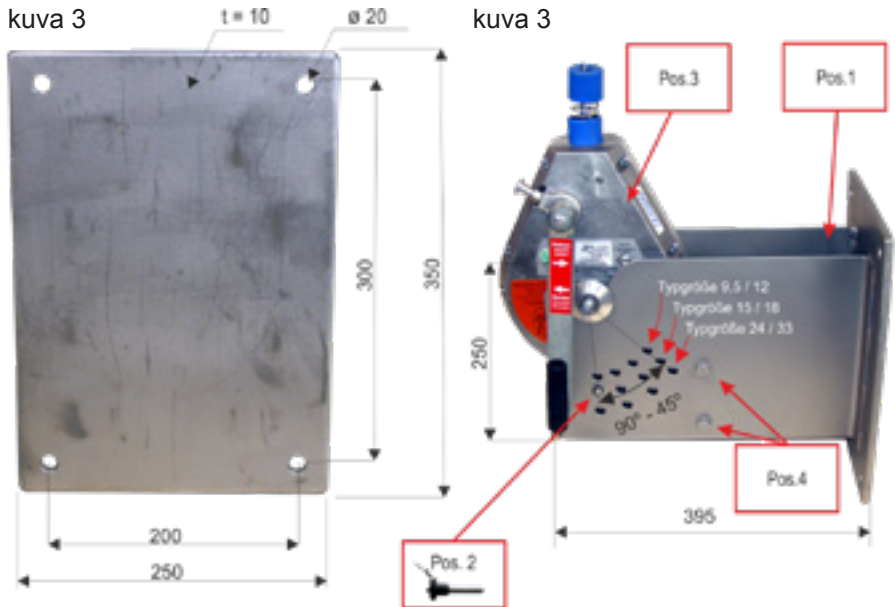 kuva 3
t = 10
ø 20
300
350
200
250
kuva 3
Pos.3
Pos.1
Typgröße 9,5 / 12
Typgröße 15 / 18
Typgröße 24 / 33
250
90° - 45°
Pos.4
395
Pos. 2